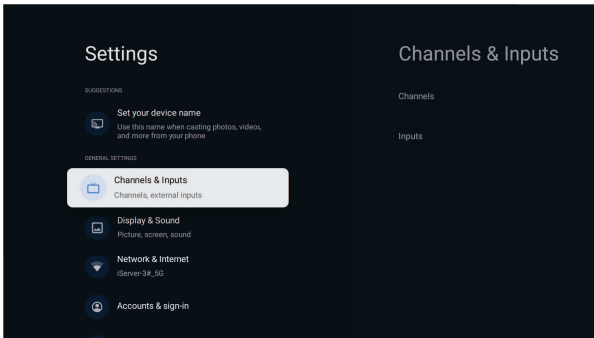 Settings
SUGGESTIONS
Set your device name
Use this name when casting photos, videos,
and more from your phone
GENERAL SETTINGS
Channels & Inputs
Channels, external inputs
Display & Sound
Picture, screen, sound
Network & Internet
iServer-3#_5G
Accounts & sign-in
Channels & Inputs
Channels
Inputs